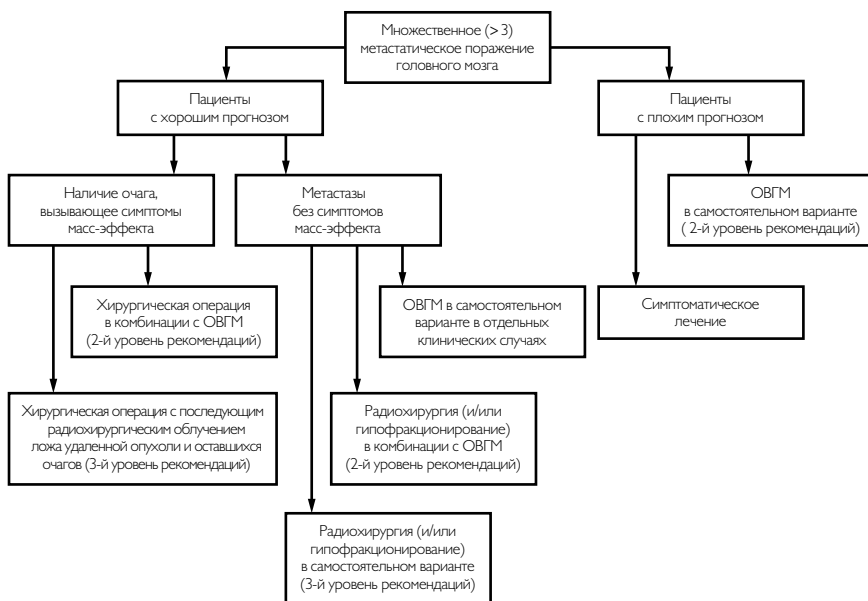 Множественное (> 3)
метастатическое поражение
головного мозга
Пациенты
с хорошим прогнозом
Пациенты
с плохим прогнозом
Наличие очага,
вызывающее симптомы
масс-эффекта
Метастазы
без симптомов
масс-эффекта
ОВГМ
в самостоятельном варианте
( 2-й уровень рекомендаций)
Хирургическая операция
в комбинации с ОВГМ
(2-й уровень рекомендаций)
ОВГМ в самостоятельном
варианте в отдельных
клинических случаях
Симптоматическое
лечение
Хирургическая операция с последующим
радиохирургическим облучением
ложа удаленной опухоли и оставшихся
очагов (3-й уровень рекомендаций)
Радиохирургия (и/или
гипофракционирование)
в комбинации с ОВГМ
(2-й уровень рекомендаций)
Радиохирургия (и/или
гипофракционирование)
в самостоятельном варианте
(3-й уровень рекомендаций)